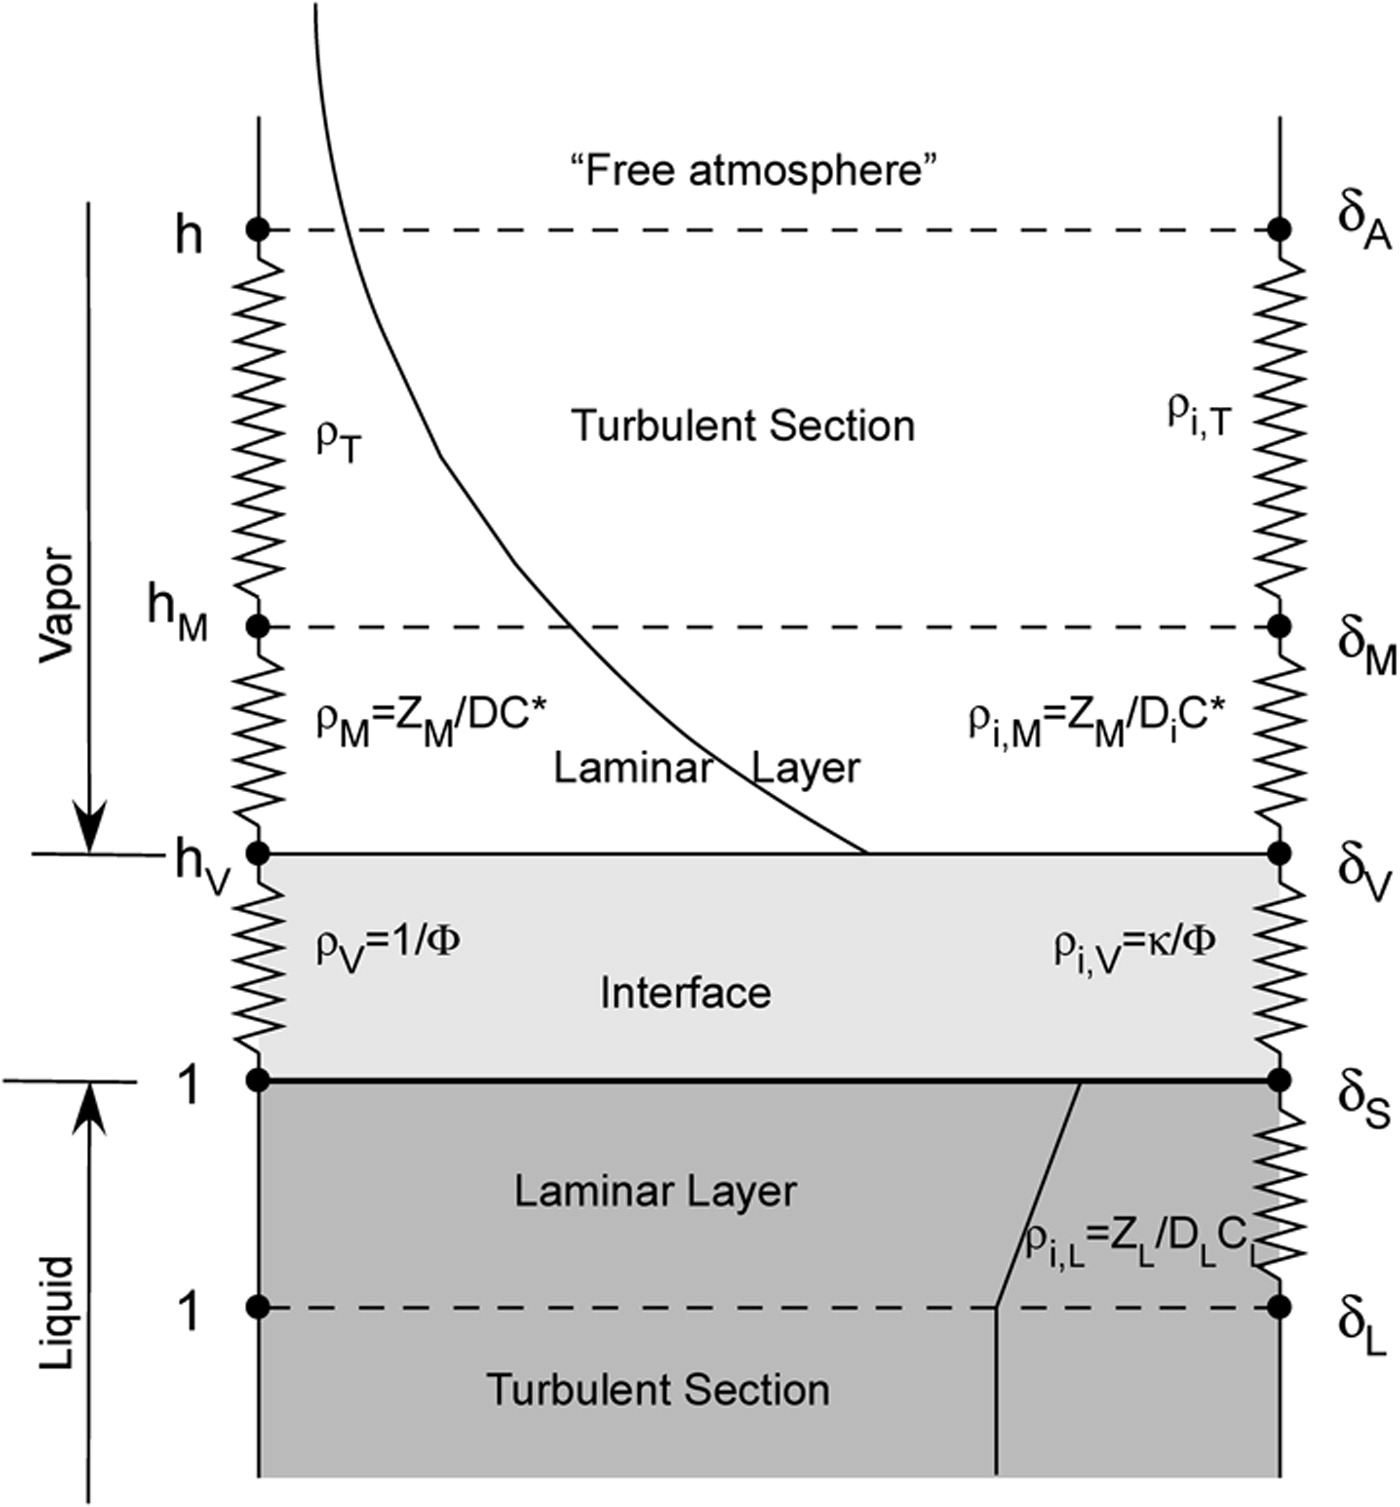 “Free atmosphere”
h
δA
ρT
Turbulent Section
ρi,T
Vapor
hM
δM
ρM=ZM/DC*
ρi,M=ZM/DiC*
Laminar Layer
hV
δV
ρV=1/Φ
ρi,V=κ/Φ
Interface
1
δS
Laminar Layer
ρi,L=ZL/DLCL
Liquid
1
δL
Turbulent Section